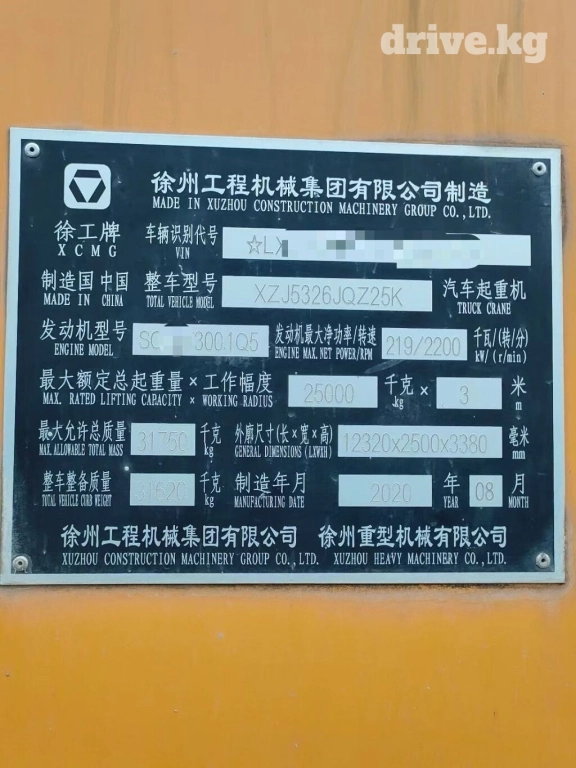 drive.kg
徐州工程机械集团有限公司制造
MADE IN XUZHOU CONSTRUCTION MACHINERY GROUP CO.,LTD.
徐工牌 车辆识别代号
XCMG VIN ☆L
制造国 中国 整车型号 XZJ5326JQZ25K 汽车起重机
MADE IN CHINA TOTAL VEHICLE MODEL TRUCK CRANE
发动机型号 300.1Q5 发动机最大净功率/转速 219/2200 千瓦/(转/分)
ENGINE MODEL ENGINE MAX. NET POWER/RPM kW/(r/min)
最大额定总起重量×工作幅度 25000 千克 × 3 米
MAX. RATED LIFTING CAPACITY × WORKING RADIUS kg m
最大允许总质量 31750 千克 外廓尺寸(长×宽×高) 12320x2500x3380 毫米
MAX. ALLOWABLE TOTAL MASS kg GENERAL DIMENSIONS (LXWXH) mm
整车整备质量 31620 千克 制造年月 2020 年 08 月
TOTAL VEHICLE CURB WEIGHT kg MANUFACTURING DATE YEAR MONTH
徐州工程机械集团有限公司 徐州重型机械有限公司
XUZHOU CONSTRUCTION MACHINERY GROUP CO.,LTD. XUZHOU HEAVY MACHINERY CO.,LTD.